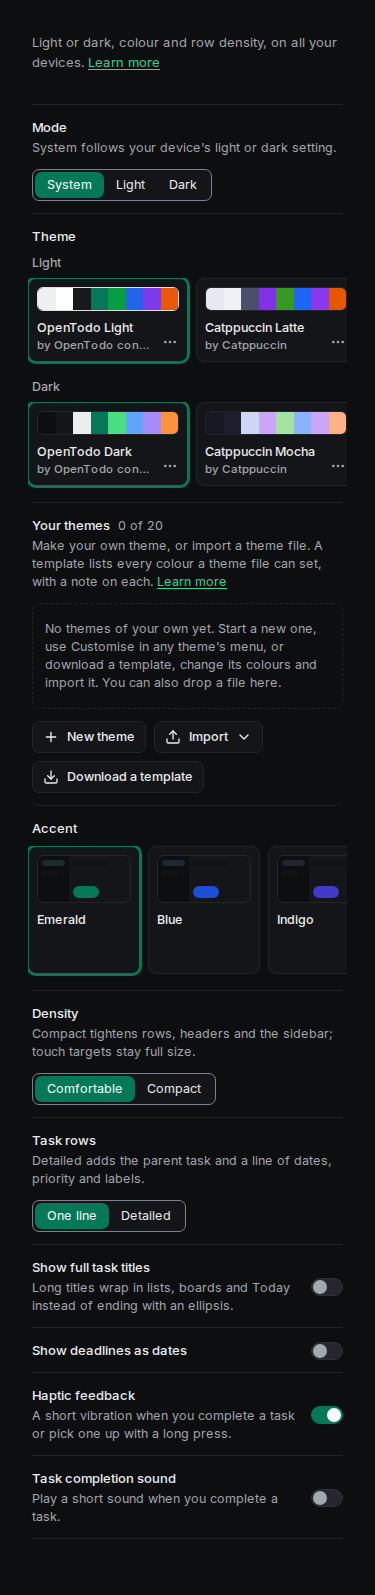 Light or dark, colour and row density, on all your
devices. Learn more
Mode
System follows your device's light or dark setting.
System Light Dark
Theme
Light
OpenTodo Light
by OpenTodo con...
Catppuccin Latte
by Catppuccin
Dark
OpenTodo Dark
by OpenTodo con...
Catppuccin Mocha
by Catppuccin
Your themes 0 of 20
Make your own theme, or import a theme file. A
template lists every colour a theme file can set,
with a note on each. Learn more
No themes of your own yet. Start a new one,
use Customise in any theme's menu, or
download a template, change its colours and
import it. You can also drop a file here.
New theme Import
Download a template
Accent
Emerald Blue Indigo
Density
Compact tightens rows, headers and the sidebar;
touch targets stay full size.
Comfortable Compact
Task rows
Detailed adds the parent task and a line of dates,
priority and labels.
One line Detailed
Show full task titles
Long titles wrap in lists, boards and Today
instead of ending with an ellipsis.
Show deadlines as dates
Haptic feedback
A short vibration when you complete a task
or pick one up with a long press.
Task completion sound
Play a short sound when you complete a
task.